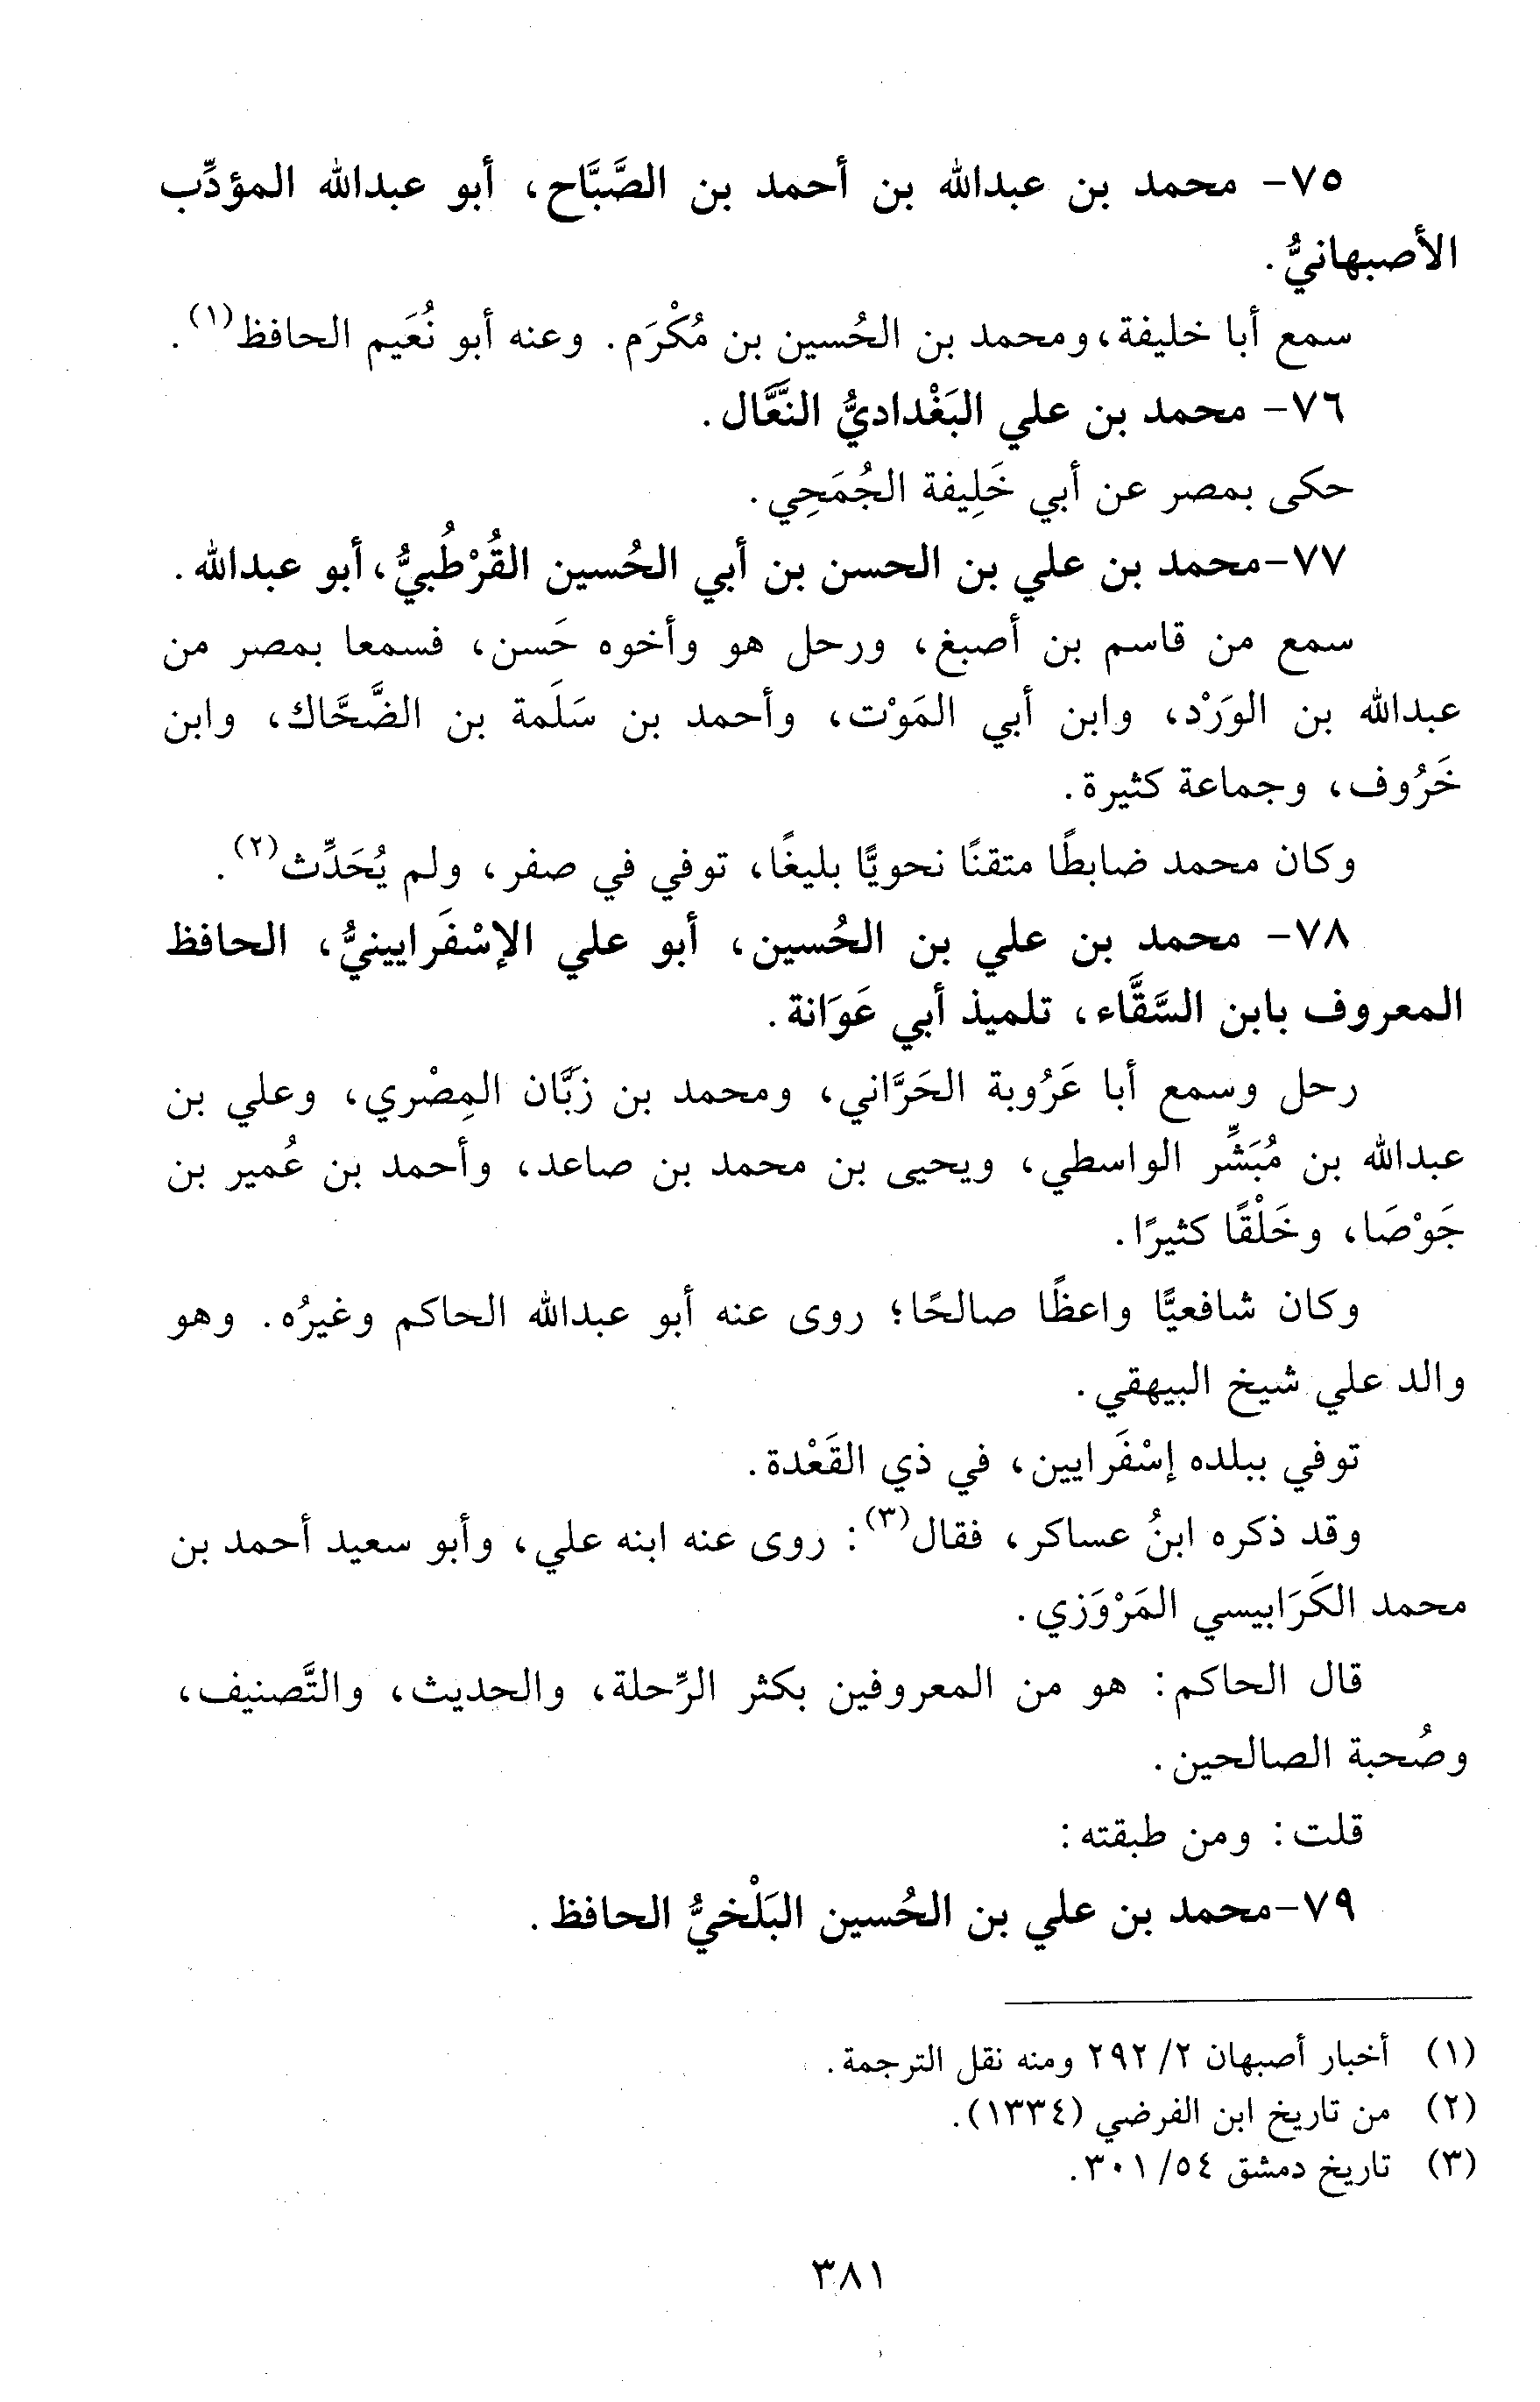 ٧٥- محمد بن عبدالله بن أحمد بن الصَّبَّاح، أبو عبدالله المؤدِّب
الأصبهانيُّ.
سمع أبا خليفة، ومحمد بن الحُسين بن مُكْرَم. وعنه أبو نُعَيم الحافظ(١).
٧٦- محمد بن علي البَغْداديُّ النَّعَّال.
حكى بمصر عن أبي خَلِيفة الجُمَحِي.
٧٧-محمد بن علي بن الحسن بن أبي الحُسين القُرْطُبيُّ، أبو عبدالله.
سمع من قاسم بن أصبغ، ورحل هو وأخوه حَسن، فسمعا بمصر من
عبدالله بن الوَرْد، وابن أبي المَوْت، وأحمد بن سَلَمة بن الضَّحَّاك، وابن
خَرُوف، وجماعة كثيرة.
وكان محمد ضابطًا متقنًا نحويًّا بليغًا، توفي في صفر، ولم يُحَدِّث(٢).
٧٨- محمد بن علي بن الحُسين، أبو علي الإسْفَرايينيُّ، الحافظ
المعروف بابن السَّقَّاء، تلميذ أبي عَوَانة.
رحل وسمع أبا عَرُوبة الحَرَّاني، ومحمد بن زَبَّان المِصْري، وعلي بن
عبدالله بن مُبَشِّر الواسطي، ويحيى بن محمد بن صاعد، وأحمد بن عُمير بن
جَوْصَا، وخَلْقًا كثيرًا.
وكان شافعيًّا واعظًا صالحًا؛ روى عنه أبو عبدالله الحاكم وغيرُه. وهو
والد علي شيخ البيهقي.
توفي ببلده إسْفَرايين، في ذي القَعْدة.
وقد ذكره ابنُ عساكر، فقال(٣): روى عنه ابنه علي، وأبو سعيد أحمد بن
محمد الكَرَابيسي المَرْوَزي.
قال الحاكم: هو من المعروفين بكثر الرِّحلة، والحديث، والتَّصنيف،
وصُحبة الصالحين.
قلت: ومن طبقته:
٧٩-محمد بن علي بن الحُسين البَلْخيُّ الحافظ.
(١) أخبار أصبهان ٢/ ٢٩٢ ومنه نقل الترجمة.
(٢) من تاريخ ابن الفرضي (١٣٣٤).
(٣) تاريخ دمشق ٥٤/ ٣٠١.
٣٨١